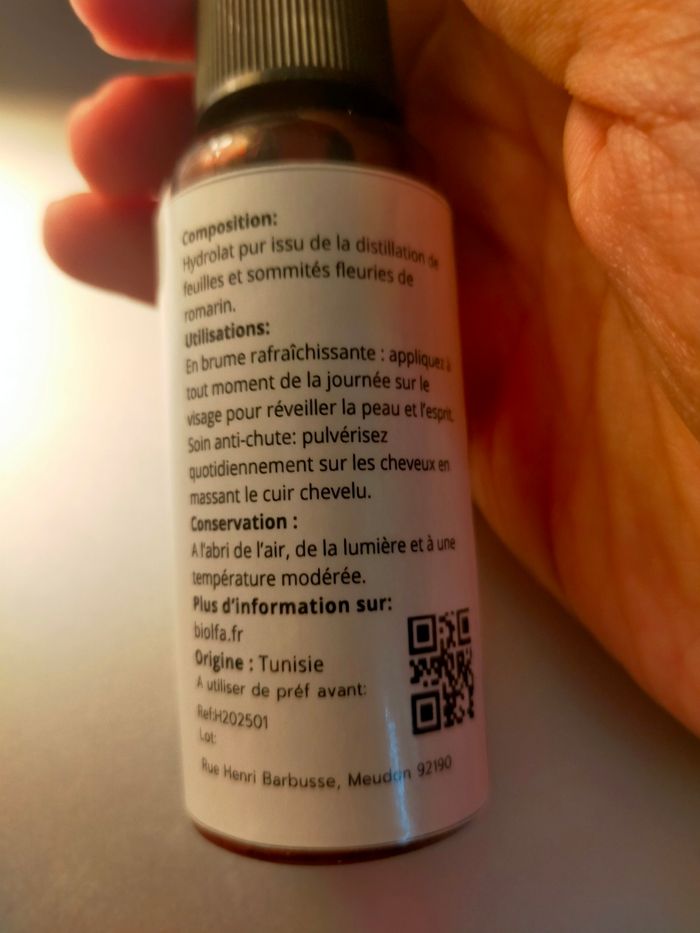 Composition:
Hydrolat pur issu de la distillation de
feuilles et sommités fleuries de
romarin.
Utilisations:
En brume rafraîchissante : appliquez à
tout moment de la journée sur le
visage pour réveiller la peau et l'esprit.
Soin anti-chute: pulvérisez
quotidiennement sur les cheveux en
massant le cuir chevelu.
Conservation :
A l'abri de l'air, de la lumière et à une
température modérée.
Plus d'information sur:
biolfa.fr
Origine : Tunisie
A utiliser de préf avant:
Ref:H202501
Lot:
Rue Henri Barbusse, Meudon 92190